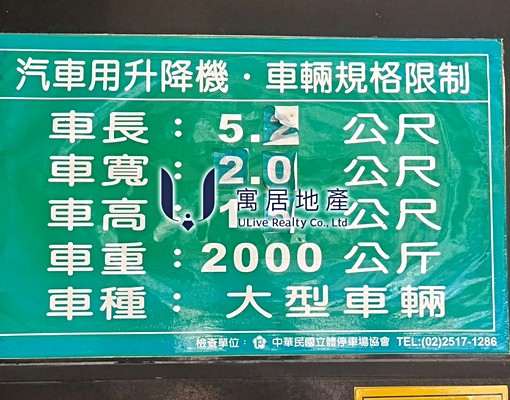 汽車用升降機・車輛規格限制
車長： 5.2 公尺
車寬： 2.0 公尺
車高： 公尺
寓居地產
ULive Realty Co., Ltd
車重： 2000 公斤
車種： 大型車輛
檢查單位： 中華民國立體停車場協會 TEL:(02)2517-1286